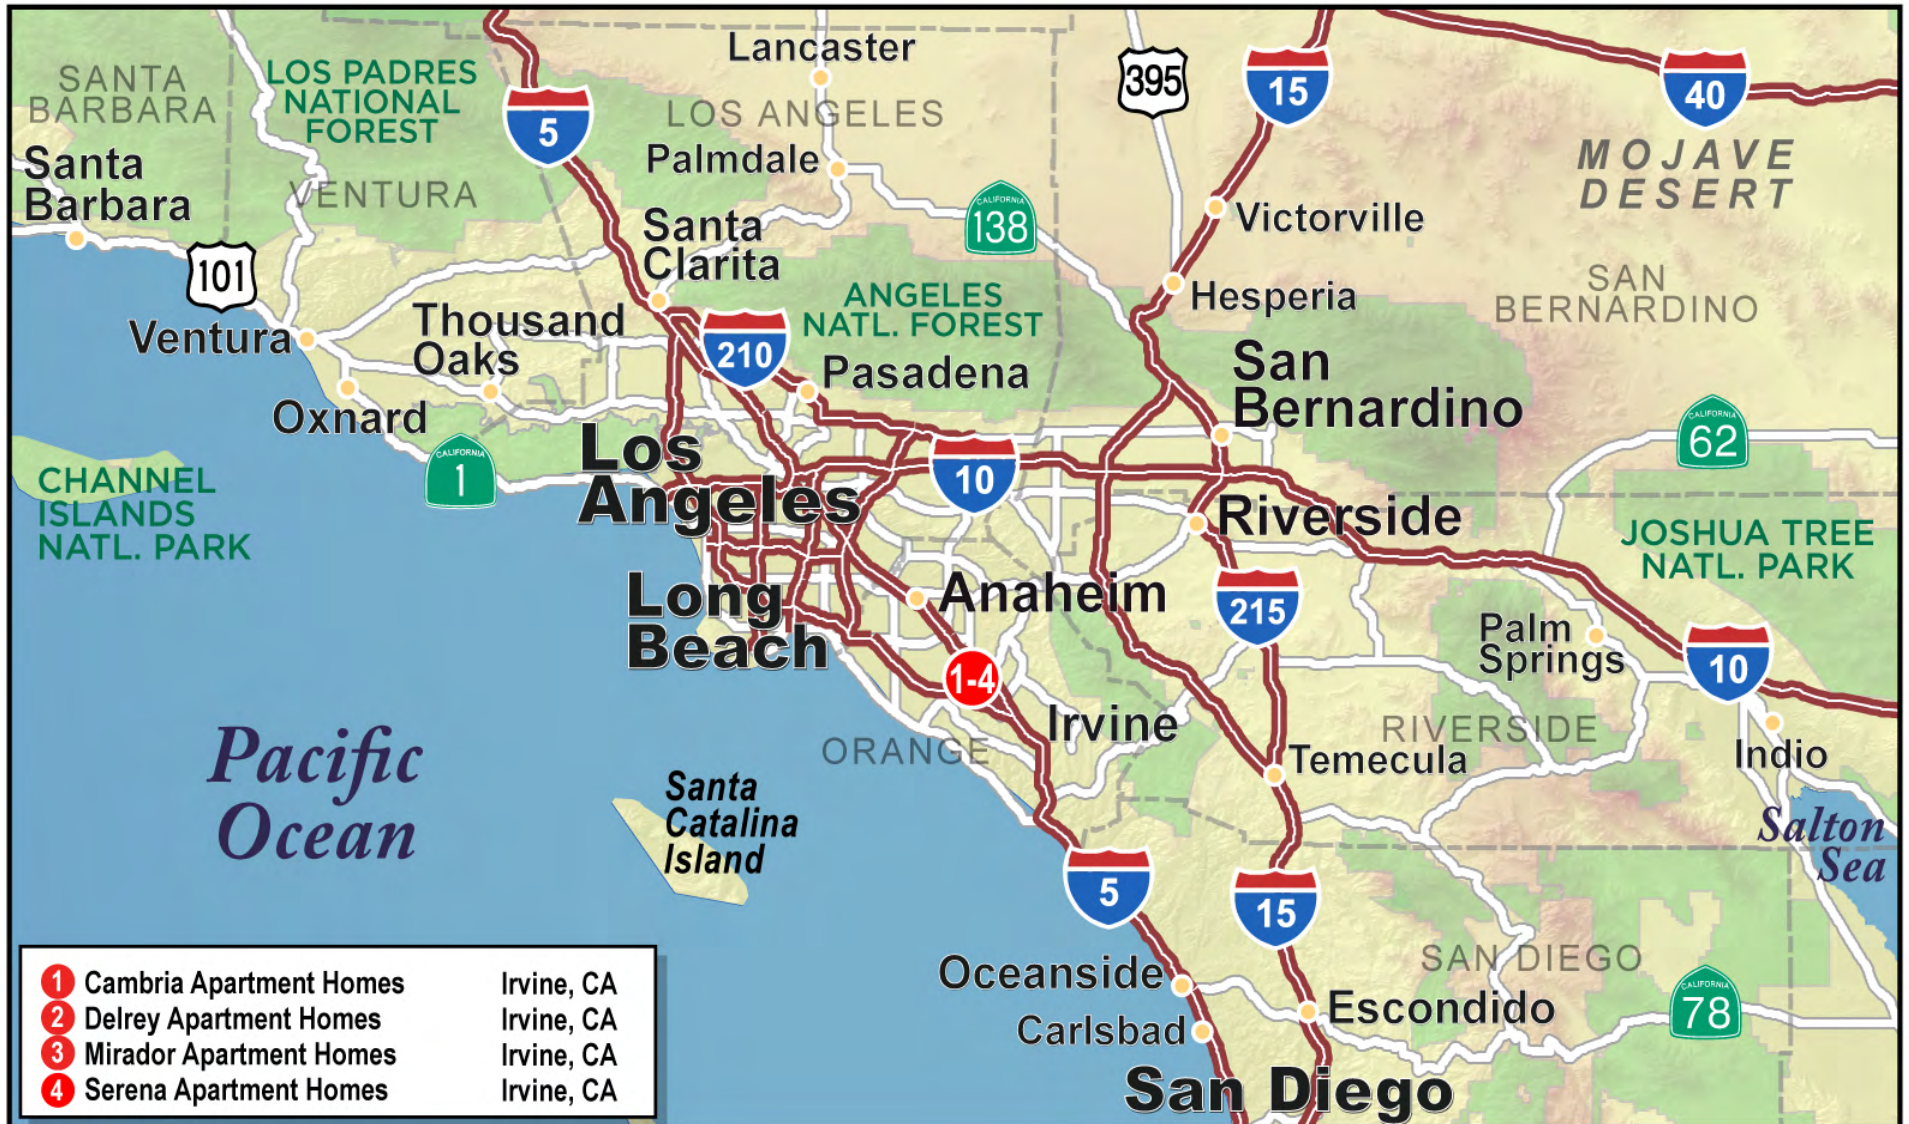 Lancaster
395
15
40
SANTA
BARBARA
LOS PADRES
NATIONAL
FOREST
5
LOS ANGELES
Palmdale
MOJAVE
DESERT
Santa
Barbara
VENTURA
CALIFORNIA
138
Victorville
Santa
Clarita
101
ANGELES
NATL. FOREST
Hesperia
SAN
BERNARDINO
Ventura
Thousand
Oaks
210
Pasadena
San
Bernardino
Oxnard
CALIFORNIA
1
Los
Angeles
10
CALIFORNIA
62
CHANNEL
ISLANDS
NATL. PARK
Riverside
JOSHUA TREE
NATL. PARK
Long
Beach
Anaheim
215
Palm
Springs
10
1-4
Irvine
ORANGE
RIVERSIDE
Temecula
Indio
Pacific
Ocean
Santa
Catalina
Island
Salton
Sea
5
15
SAN DIEGO
Oceanside
Carlsbad
Escondido
CALIFORNIA
78
San Diego
1 Cambria Apartment Homes Irvine, CA
2 Delrey Apartment Homes Irvine, CA
3 Mirador Apartment Homes Irvine, CA
4 Serena Apartment Homes Irvine, CA